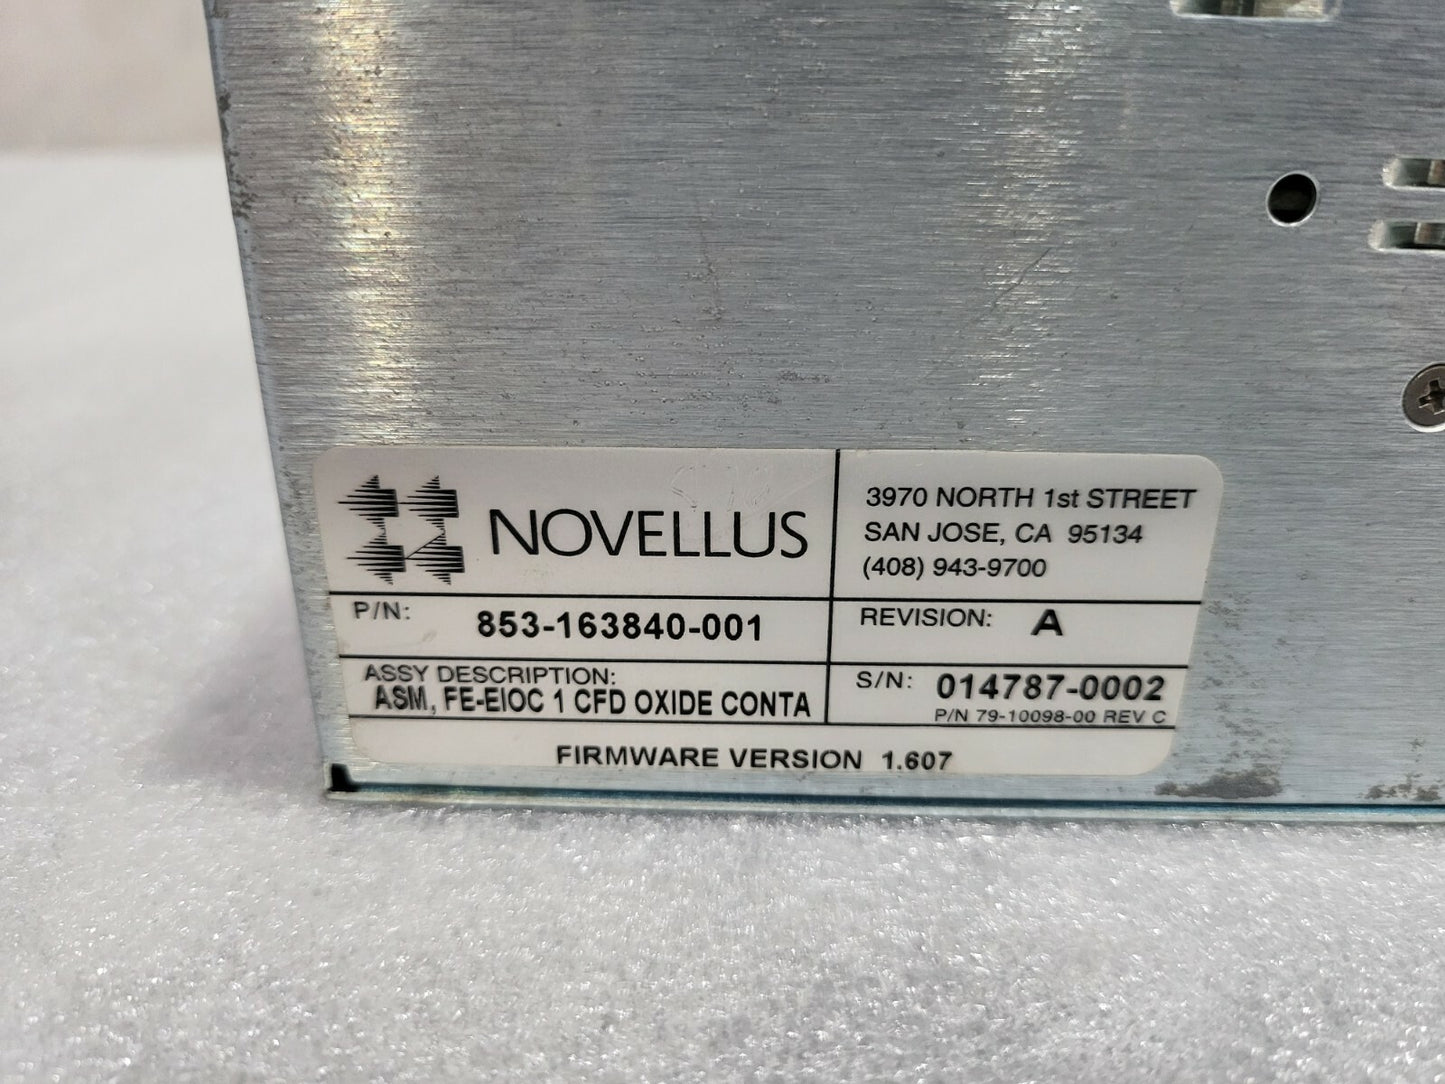 NOVELLUS
3970 NORTH 1st STREET
SAN JOSE, CA 95134
(408) 943-9700
P/N: 853-163840-001
REVISION: A
ASSY DESCRIPTION:
ASM, FE-EIOC 1 CFD OXIDE CONTA
S/N: 014787-0002
P/N 79-10098-00 REV C
FIRMWARE VERSION 1.607